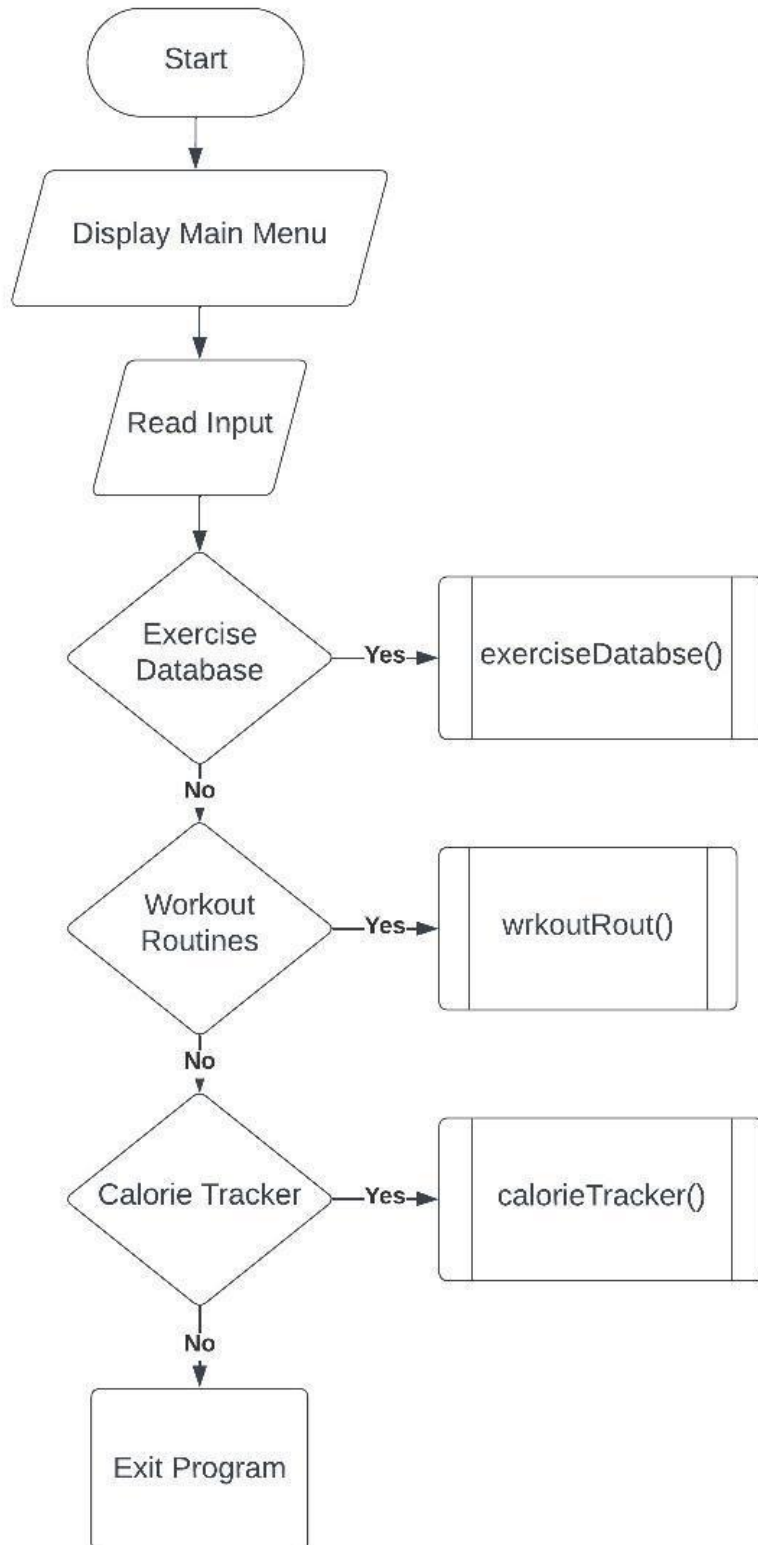 Start
Display Main Menu
Read Input
Exercise
Database
Yes
exerciseDatabse()
No
Workout
Routines
Yes
wrkoutRout()
No
Calorie Tracker
Yes
calorieTracker()
No
Exit Program